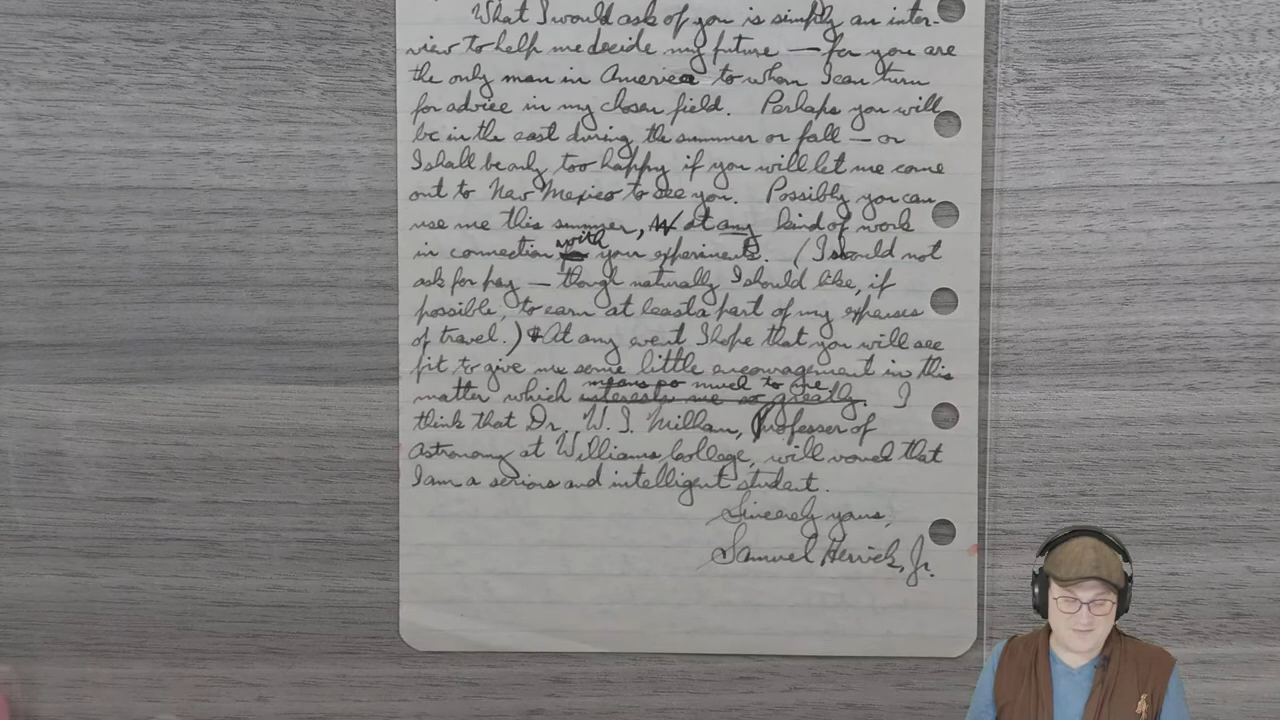 What I would ask of you is simply an inter-
view to help me decide my future — for you are
the only man in America to whom I can turn
for advice in my chosen field. Perhaps you will
be in the east during the summer or fall — or
I shall be only too happy if you will let me come
out to New Mexico to see you. Possibly you can
use me this summer, at any kind of work
with
in connection your experiments. (I should not
ask for pay — though naturally I should like, if
possible, to earn at least a part of my expenses
of travel.) At any event I hope that you will see
fit to give me some little encouragement in this
means so much to me
matter which interests me so greatly. I
think that Dr. W. I. Milham, Professor of
Astronomy at Williams College, will vouch that
I am a serious and intelligent student.
Sincerely yours,
Samuel Herrick, Jr.